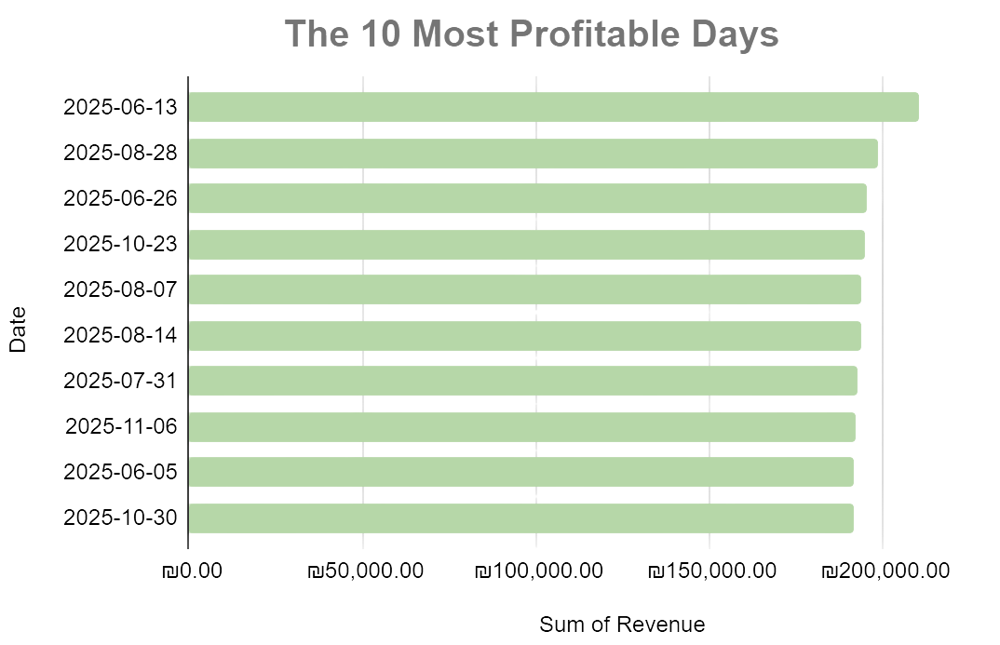 The 10 Most Profitable Days
2025-06-13
2025-08-28
2025-06-26
2025-10-23
2025-08-07
2025-08-14
2025-07-31
2025-11-06
2025-06-05
2025-10-30
Date
₪0.00 ₪50,000.00 ₪100,000.00 ₪150,000.00 ₪200,000.00
Sum of Revenue